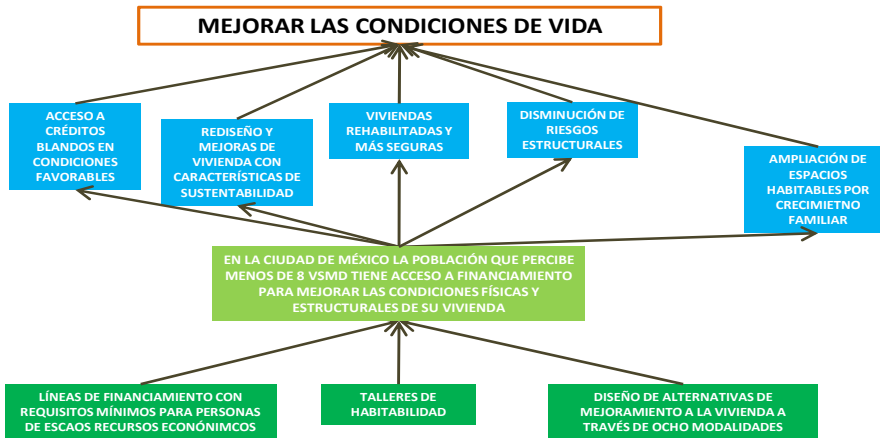 MEJORAR LAS CONDICIONES DE VIDA
ACCESO A
CRÉDITOS
BLANDOS EN
CONDICIONES
FAVORABLES
REDISEÑO Y
MEJORAS DE
VIVIENDA CON
CARACTERÍSTICAS DE
SUSTENTABILIDAD
VIVIENDAS
REHABILITADAS Y
MÁS SEGURAS
DISMINUCIÓN DE
RIESGOS
ESTRUCTURALES
AMPLIACIÓN DE
ESPACIOS
HABITABLES POR
CRECIMIETNO
FAMILIAR
EN LA CIUDAD DE MÉXICO LA POBLACIÓN QUE PERCIBE
MENOS DE 8 VSMD TIENE ACCESO A FINANCIAMIENTO
PARA MEJORAR LAS CONDICIONES FÍSICAS Y
ESTRUCTURALES DE SU VIVIENDA
LÍNEAS DE FINANCIAMIENTO CON
REQUISITOS MÍNIMOS PARA PERSONAS
DE ESCAOS RECURSOS ECONÓNIMCOS
TALLERES DE
HABITABILIDAD
DISEÑO DE ALTERNATIVAS DE
MEJORAMIENTO A LA VIVIENDA A
TRAVÉS DE OCHO MODALIDADES